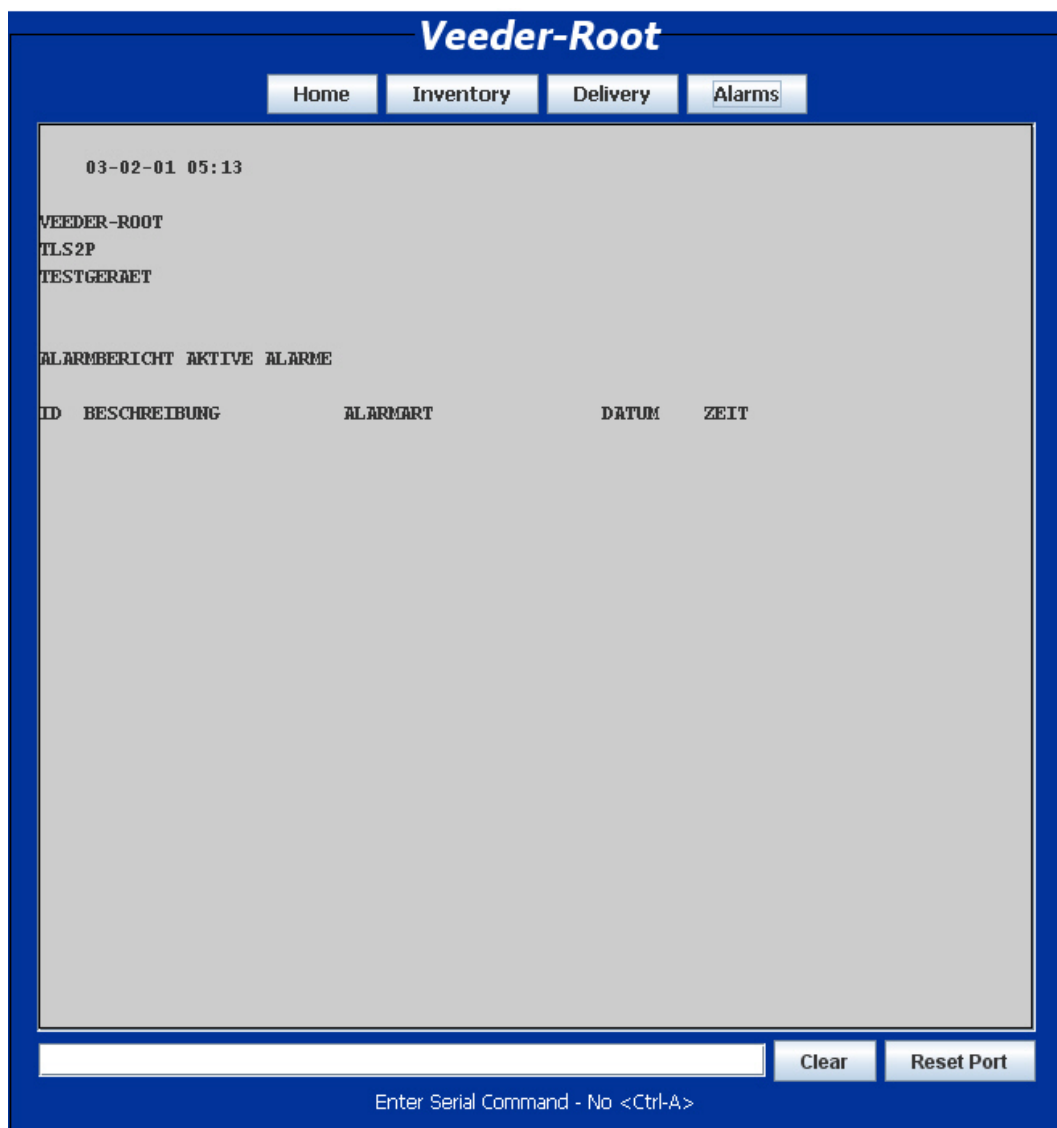 Veeder-Root
Home Inventory Delivery Alarms
03-02-01 05:13
VEEDER-ROOT
TLS2P
TESTGERAET
ALARMBERICHT AKTIVE ALARME
ID BESCHREIBUNG ALARMART DATUM ZEIT
Clear Reset Port
Enter Serial Command - No <Ctrl-A>